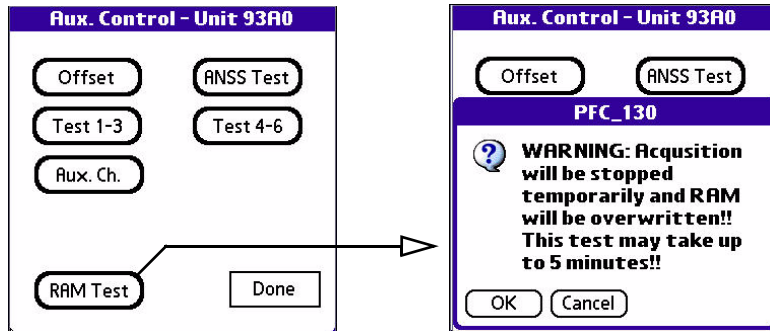 Aux. Control - Unit 93A0
Offset
ANSS Test
Test 1-3
Test 4-6
Aux. Ch.
RAM Test
Done
Aux. Control - Unit 93A0
Offset
ANSS Test
PFC_130
WARNING: Acqusition
will be stopped
temporarily and RAM
will be overwritten!!
This test may take up
to 5 minutes!!
OK
Cancel